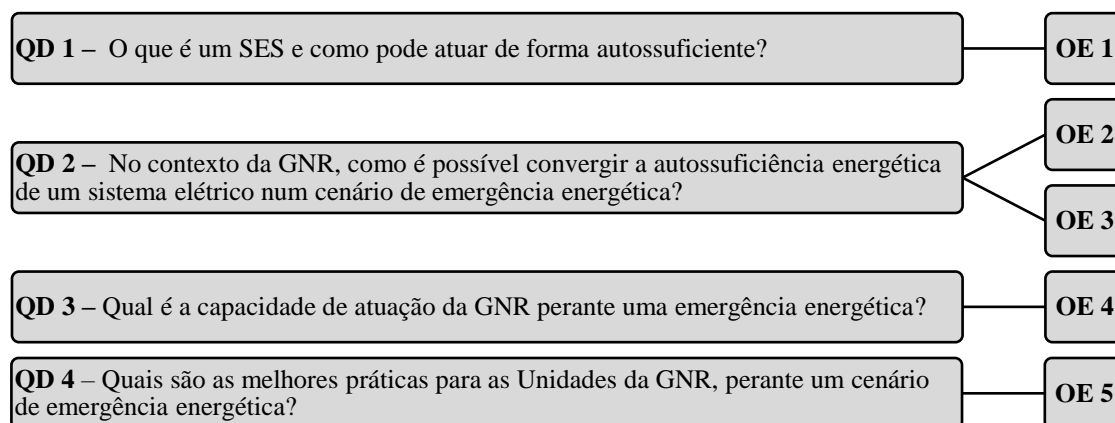 QD 1 – O que é um SES e como pode atuar de forma autossuficiente?
OE 1
QD 2 – No contexto da GNR, como é possível convergir a autossuficiência energética
de um sistema elétrico num cenário de emergência energética?
OE 2
OE 3
QD 3 – Qual é a capacidade de atuação da GNR perante uma emergência energética?
OE 4
QD 4 – Quais são as melhores práticas para as Unidades da GNR, perante um cenário
de emergência energética?
OE 5